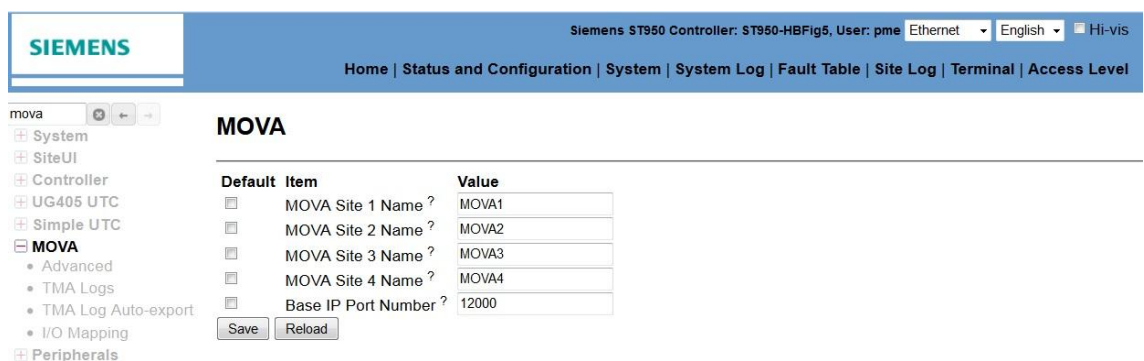 SIEMENS
Siemens ST950 Controller: ST950-HBFig5, User: pme Ethernet English Hi-vis
Home | Status and Configuration | System | System Log | Fault Table | Site Log | Terminal | Access Level
mova
System
SiteUI
Controller
UG405 UTC
Simple UTC
MOVA
Advanced
TMA Logs
TMA Log Auto-export
I/O Mapping
Peripherals
MOVA
Default Item Value
MOVA Site 1 Name ? MOVA1
MOVA Site 2 Name ? MOVA2
MOVA Site 3 Name ? MOVA3
MOVA Site 4 Name ? MOVA4
Base IP Port Number ? 12000
Save Reload